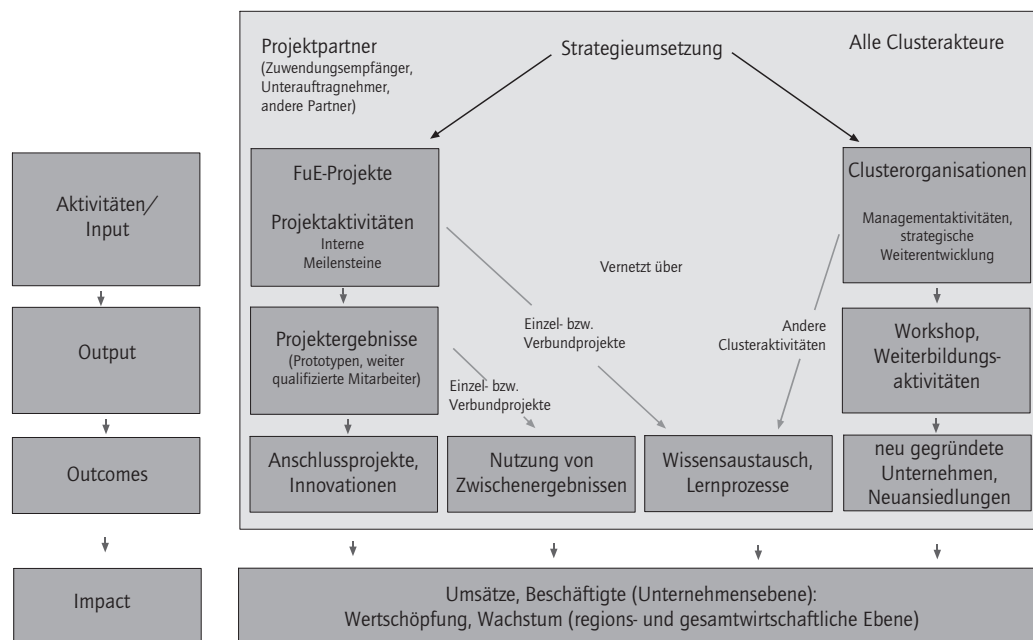 Projektpartner
(Zuwendungsempfänger,
Unterauftragnehmer,
andere Partner)
Strategieumsetzung
Alle Clusterakteure
Aktivitäten/
Input
FuE-Projekte
Projektaktivitäten
Interne
Meilensteine
Vernetzt über
Clusterorganisationen
Managementaktivitäten,
strategische
Weiterentwicklung
Output
Projektergebnisse
(Prototypen, weiter
qualifizierte Mitarbeiter)
Einzel- bzw.
Verbundprojekte
Einzel- bzw.
Verbundprojekte
Andere
Clusteraktivitäten
Workshop,
Weiterbildungs-
aktivitäten
Outcomes
Anschlussprojekte,
Innovationen
Nutzung von
Zwischenergebnissen
Wissensaustausch,
Lernprozesse
neu gegründete
Unternehmen,
Neuansiedlungen
Impact
Umsätze, Beschäftigte (Unternehmensebene):
Wertschöpfung, Wachstum (regions- und gesamtwirtschaftliche Ebene)